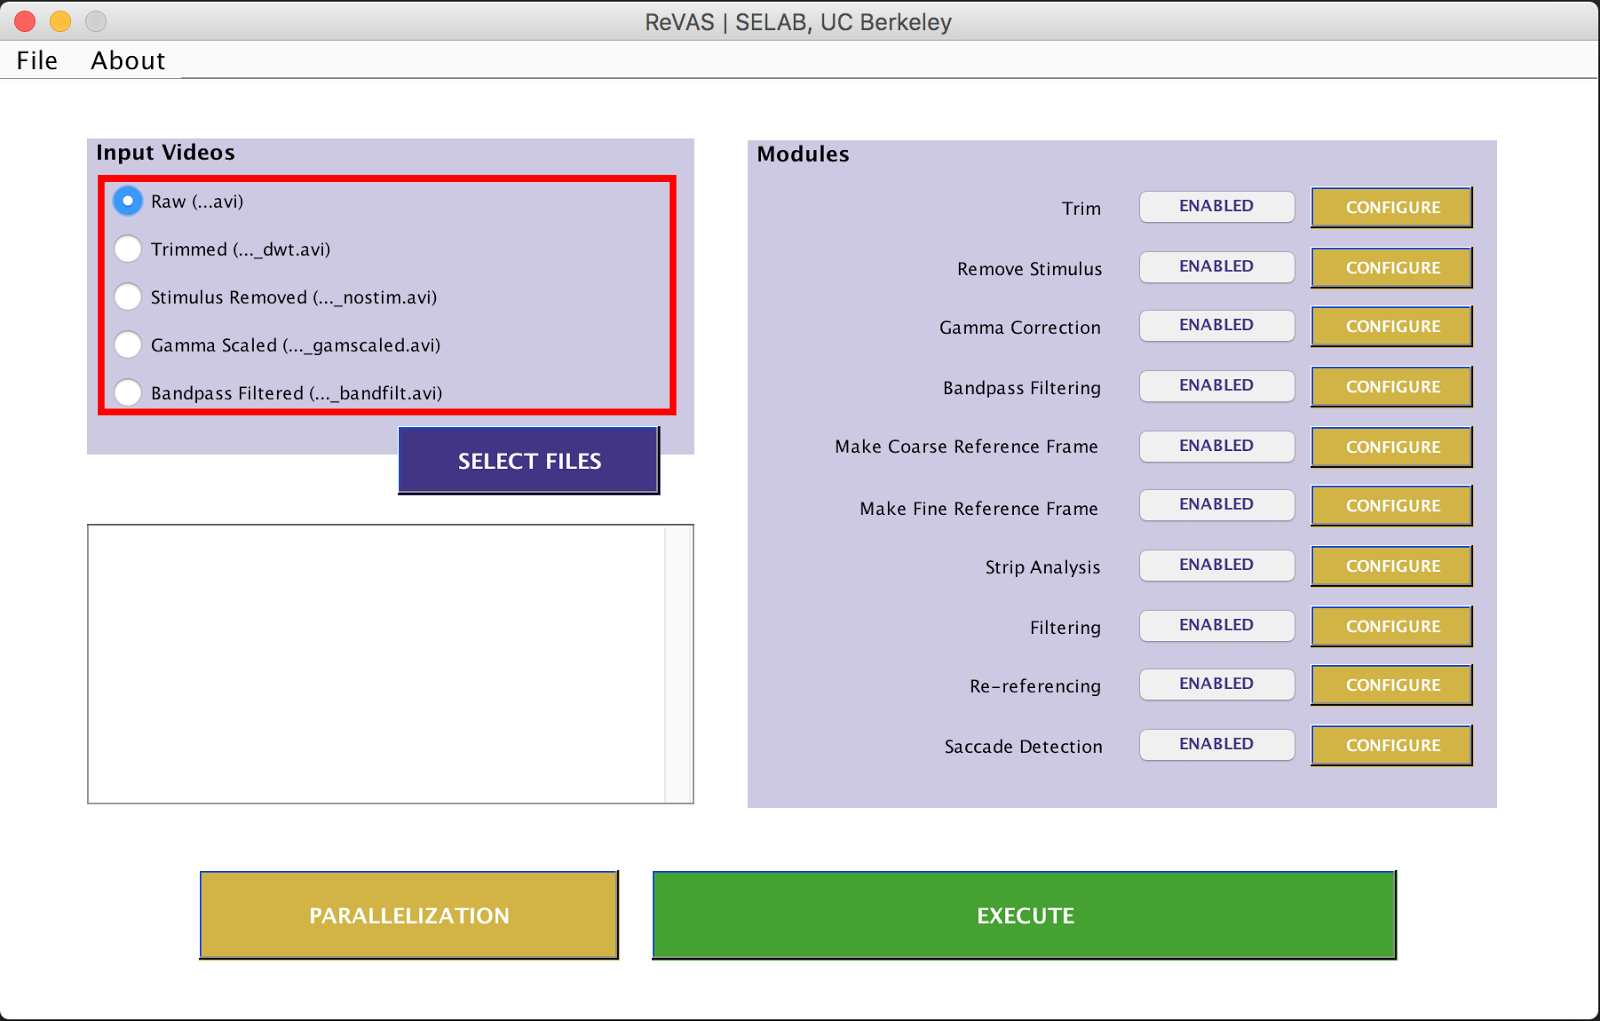 ReVAS | SELAB, UC Berkeley
File About
Input Videos
Raw (...avi)
Trimmed (..._dwt.avi)
Stimulus Removed (..._nostim.avi)
Gamma Scaled (..._gamscaled.avi)
Bandpass Filtered (..._bandfilt.avi)
SELECT FILES
Modules
Trim ENABLED CONFIGURE
Remove Stimulus ENABLED CONFIGURE
Gamma Correction ENABLED CONFIGURE
Bandpass Filtering ENABLED CONFIGURE
Make Coarse Reference Frame ENABLED CONFIGURE
Make Fine Reference Frame ENABLED CONFIGURE
Strip Analysis ENABLED CONFIGURE
Filtering ENABLED CONFIGURE
Re-referencing ENABLED CONFIGURE
Saccade Detection ENABLED CONFIGURE
PARALLELIZATION
EXECUTE